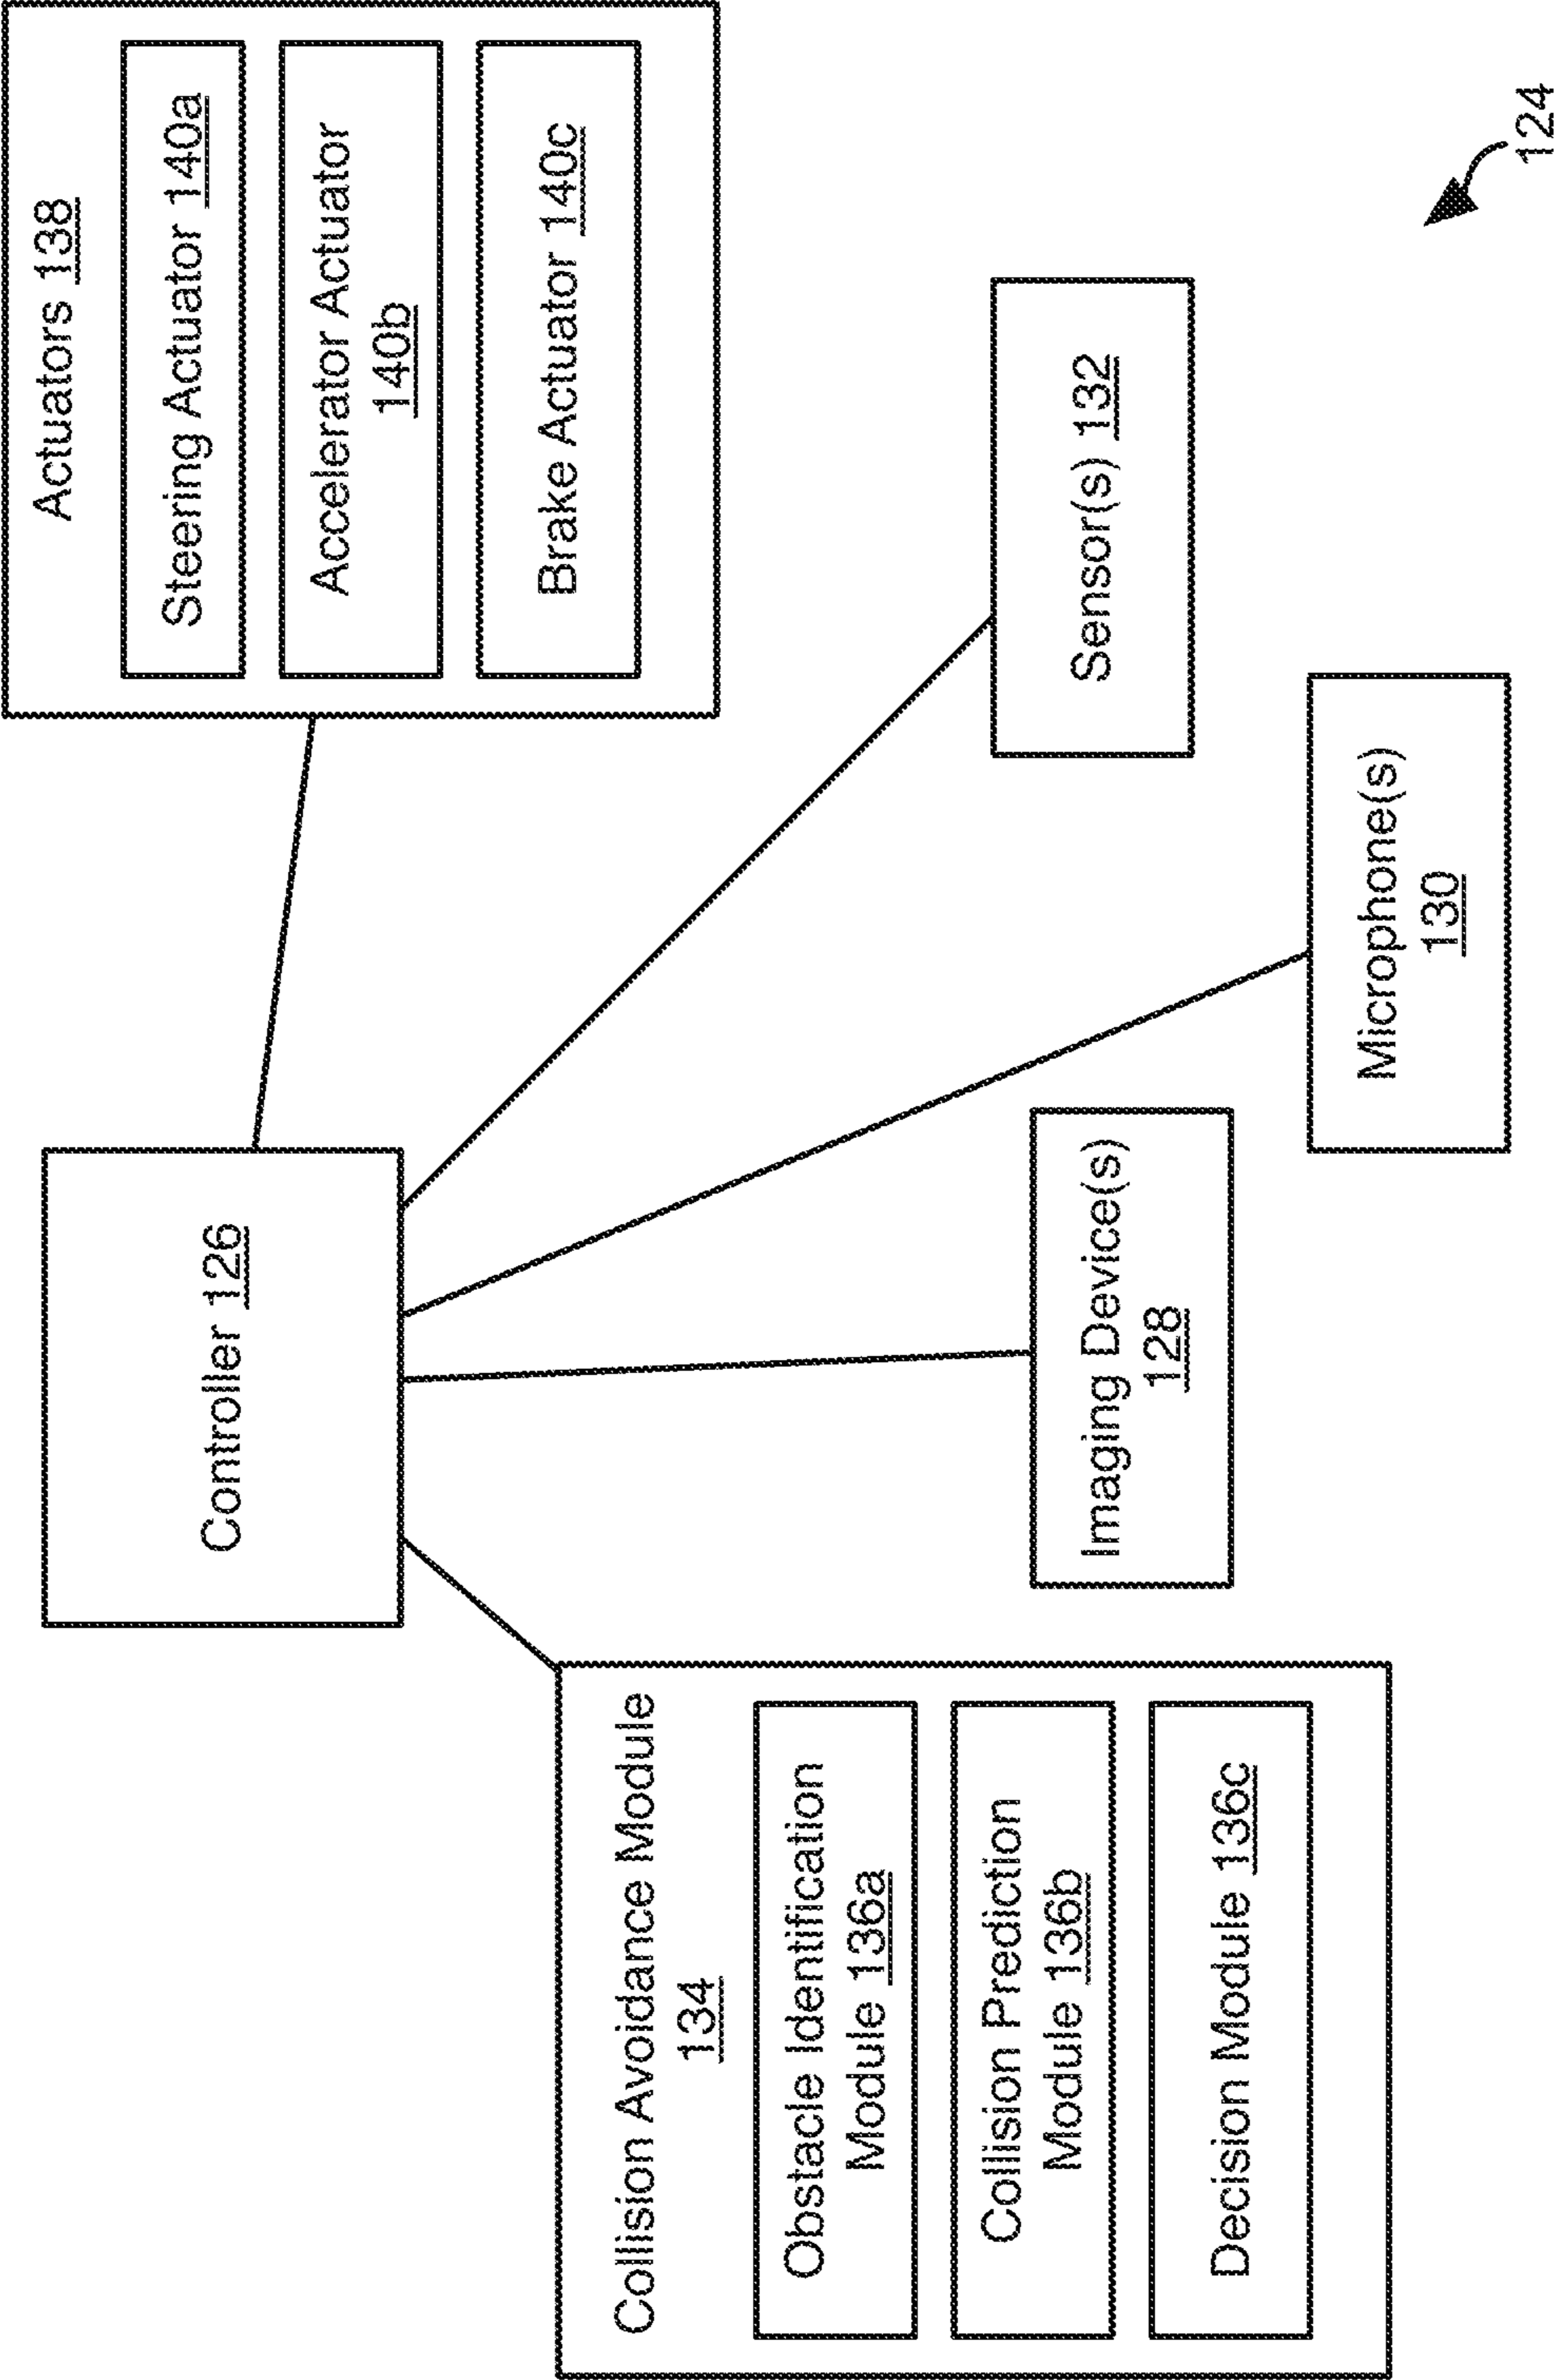 Controller 126
Actuators 138
Steering Actuator 140a
Accelerator Actuator
140b
Brake Actuator 140c
Collision Avoidance Module
134
Obstacle Identification
Module 136a
Collision Prediction
Module 136b
Decision Module 136c
Imaging Device(s)
128
Microphone(s)
130
Sensor(s) 132
124